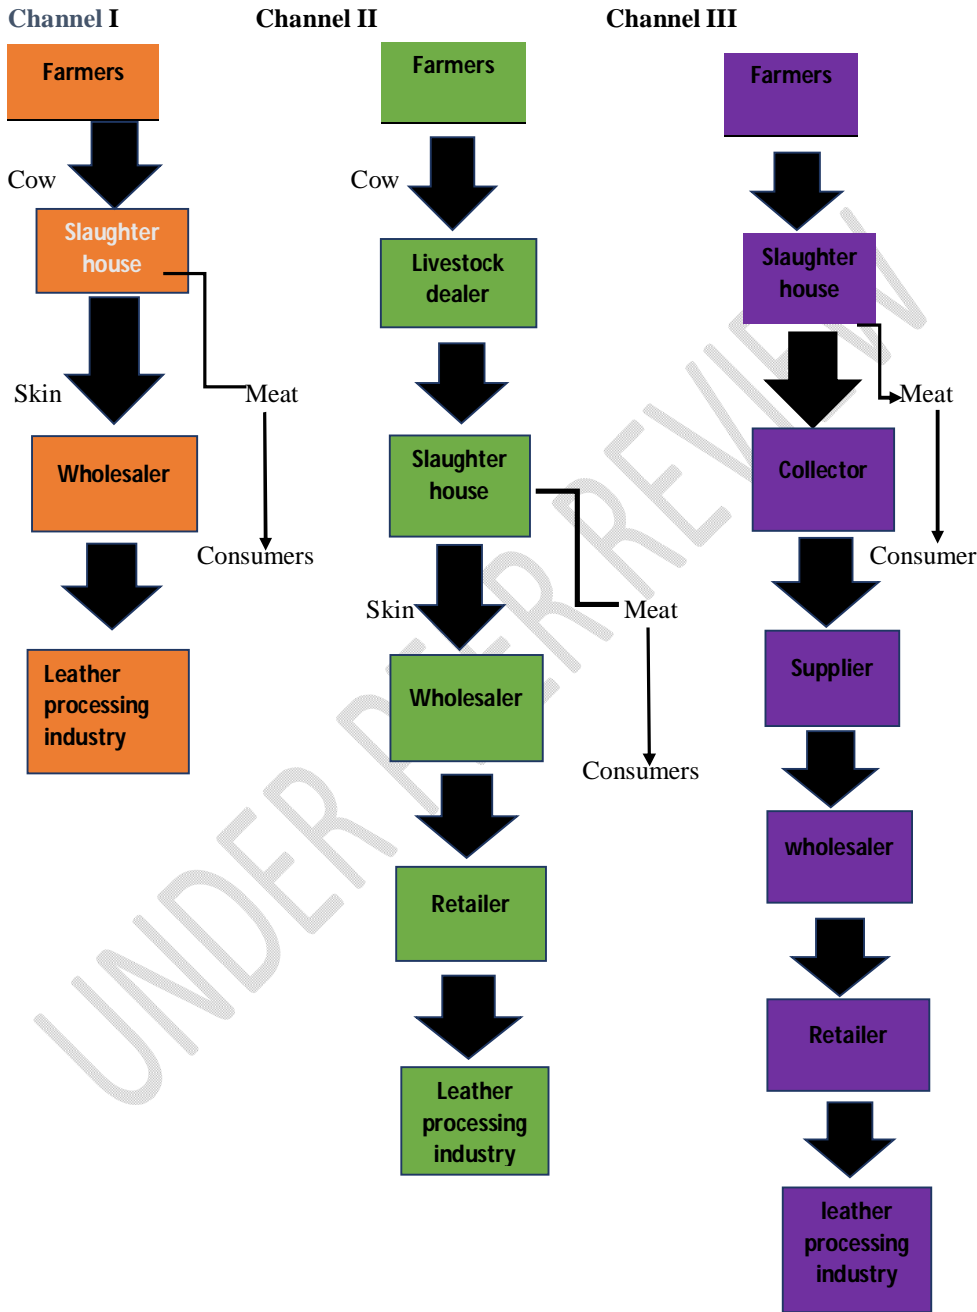 Channel I
Farmers
Cow
Slaughter
house
Skin
Meat
Wholesaler
Consumers
Leather
processing
industry
Channel II
Farmers
Cow
Livestock
dealer
Slaughter
house
Skin
Meat
Wholesaler
Consumers
Retailer
Leather
processing
industry
Channel III
Farmers
Slaughter
house
Meat
Collector
Consumer
Supplier
wholesaler
Retailer
leather
processing
industry
UNDER PEER REVIEW